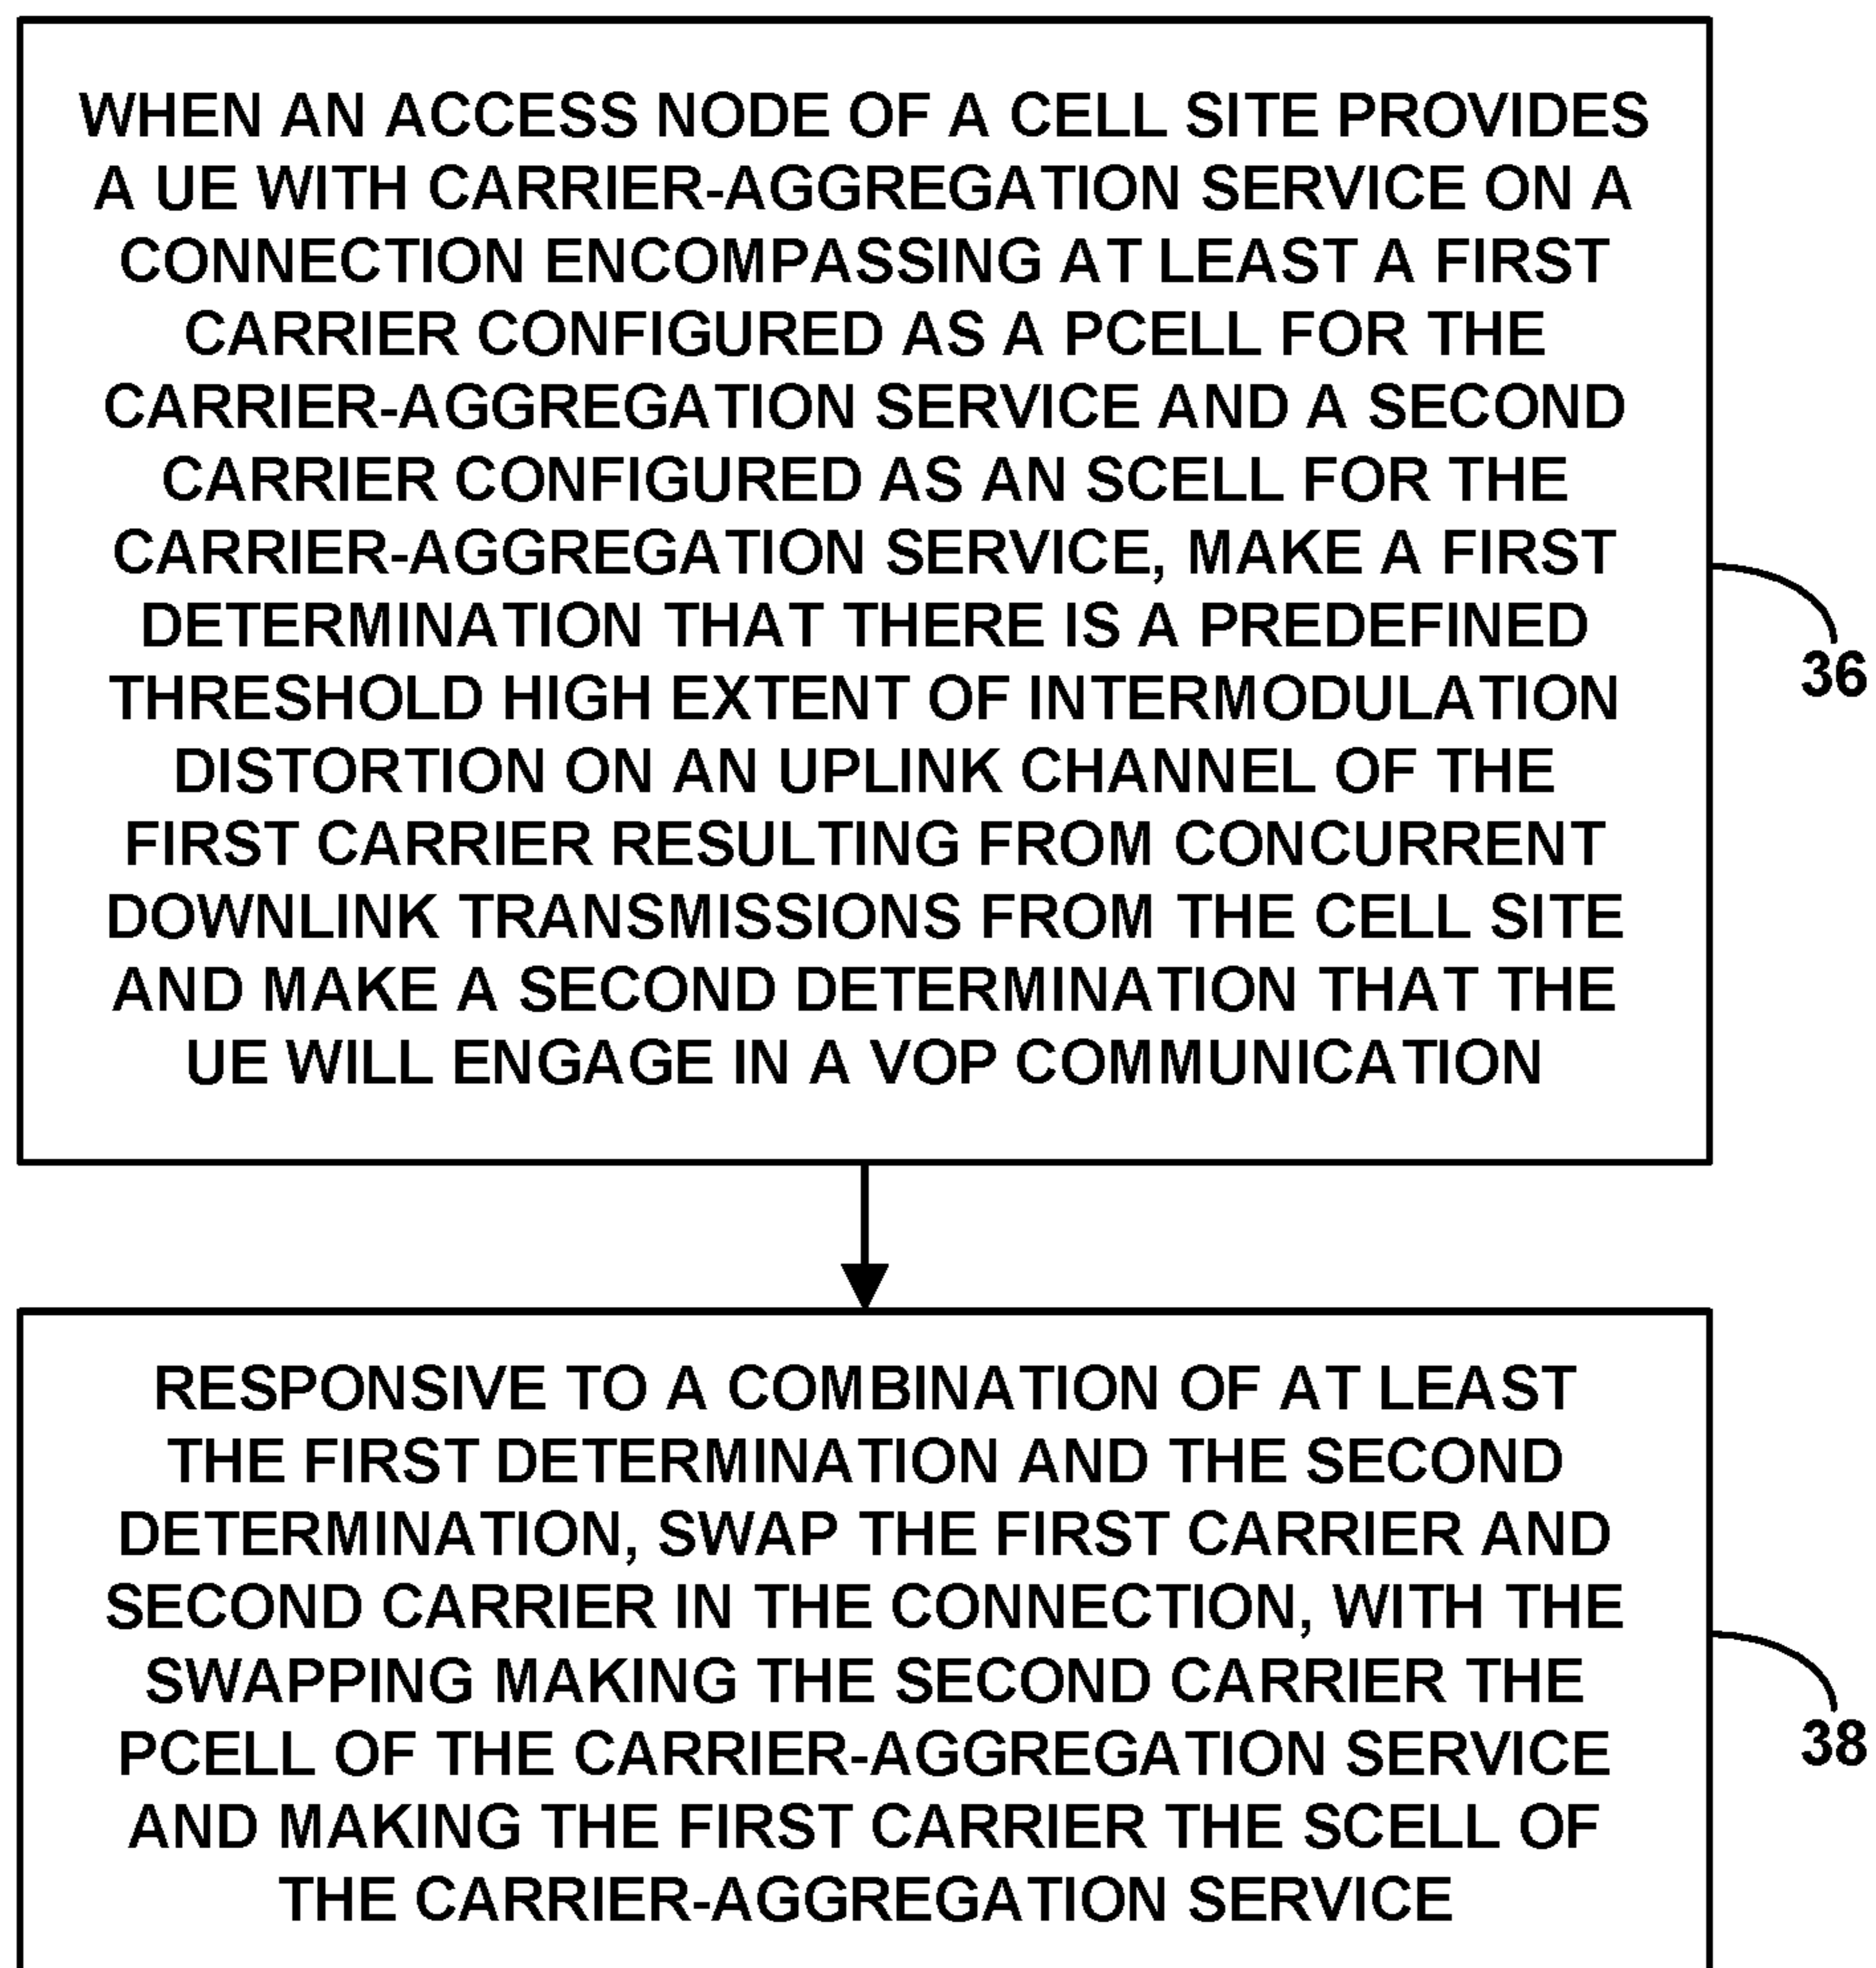 WHEN AN ACCESS NODE OF A CELL SITE PROVIDES
A UE WITH CARRIER-AGGREGATION SERVICE ON A
CONNECTION ENCOMPASSING AT LEAST A FIRST
CARRIER CONFIGURED AS A PCELL FOR THE
CARRIER-AGGREGATION SERVICE AND A SECOND
CARRIER CONFIGURED AS AN SCELL FOR THE
CARRIER-AGGREGATION SERVICE, MAKE A FIRST
DETERMINATION THAT THERE IS A PREDEFINED
THRESHOLD HIGH EXTENT OF INTERMODULATION
DISTORTION ON AN UPLINK CHANNEL OF THE
FIRST CARRIER RESULTING FROM CONCURRENT
DOWNLINK TRANSMISSIONS FROM THE CELL SITE
AND MAKE A SECOND DETERMINATION THAT THE
UE WILL ENGAGE IN A VOP COMMUNICATION
36
RESPONSIVE TO A COMBINATION OF AT LEAST
THE FIRST DETERMINATION AND THE SECOND
DETERMINATION, SWAP THE FIRST CARRIER AND
SECOND CARRIER IN THE CONNECTION, WITH THE
SWAPPING MAKING THE SECOND CARRIER THE
PCELL OF THE CARRIER-AGGREGATION SERVICE
AND MAKING THE FIRST CARRIER THE SCELL OF
THE CARRIER-AGGREGATION SERVICE
38